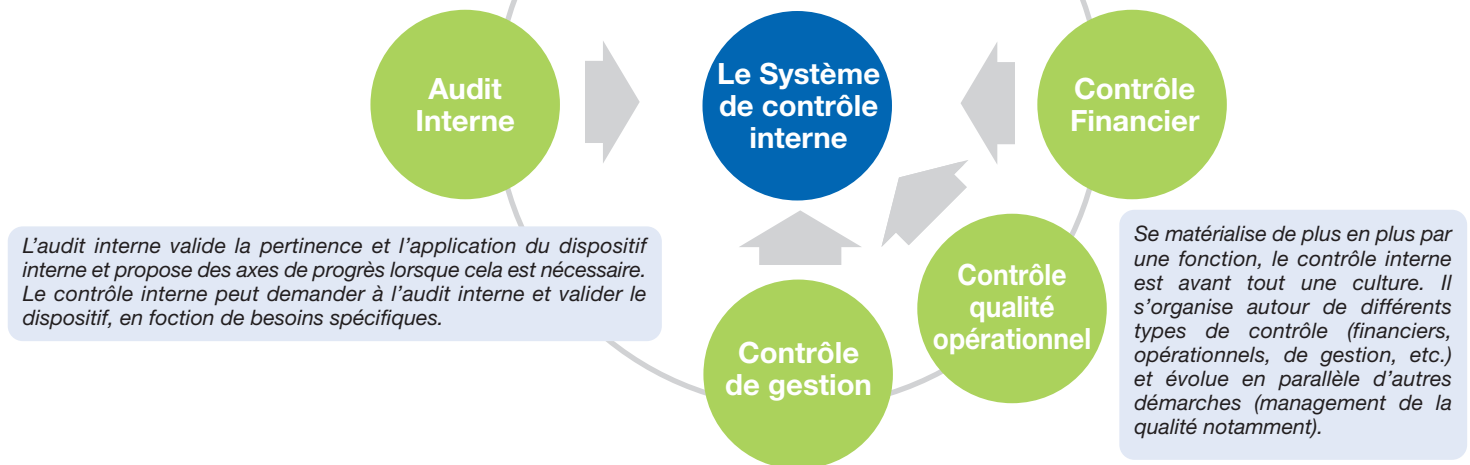 Audit
Interne
Le Système
de contrôle
interne
Contrôle
Financier
L'audit interne valide la pertinence et l'application du dispositif
interne et propose des axes de progrès lorsque cela est nécessaire.
Le contrôle interne peut demander à l'audit interne et valider le
dispositif, en foction de besoins spécifiques.
Contrôle
de gestion
Contrôle
qualité
opérationnel
Se matérialise de plus en plus par
une fonction, le contrôle interne
est avant tout une culture. Il
s'organise autour de différents
types de contrôle (financiers,
opérationnels, de gestion, etc.)
et évolue en parallèle d'autres
démarches (management de la
qualité notamment).